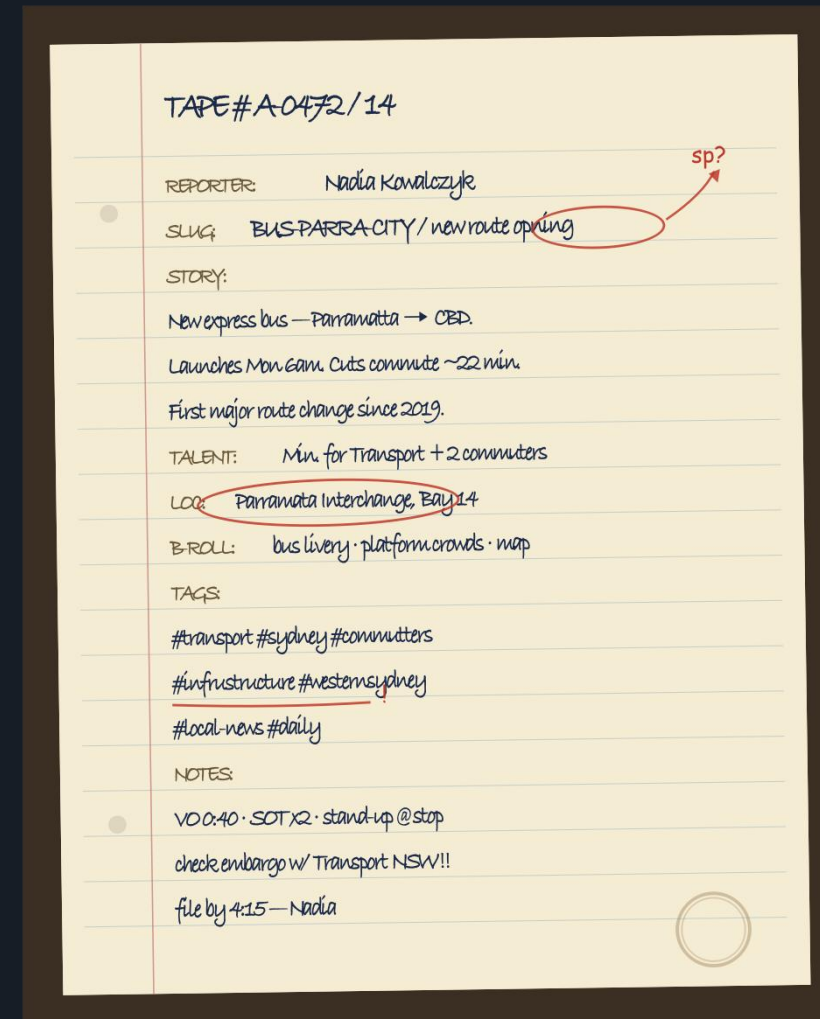 TAPE # A-0472 / 14
sp?
REPORTER: Nadia Kowalczyk
SLUG: BUS-PARRA-CITY / new route opning
STORY:
New express bus — Parramatta → CBD.
Launches Mon 6am. Cuts commute ~22 min.
First major route change since 2019.
TALENT: Min. for Transport + 2 commuters
LOC: Parramata Interchange, Bay 14
B-ROLL: bus livery · platform crowds · map
TAGS:
#transport #sydney #commutters
#infrustructure #westernsydney
!
#local-news #daily
NOTES:
VO 0:40 · SOT x2 · stand-up @ stop
check embargo w/ Transport NSW!!
file by 4:15 — Nadia